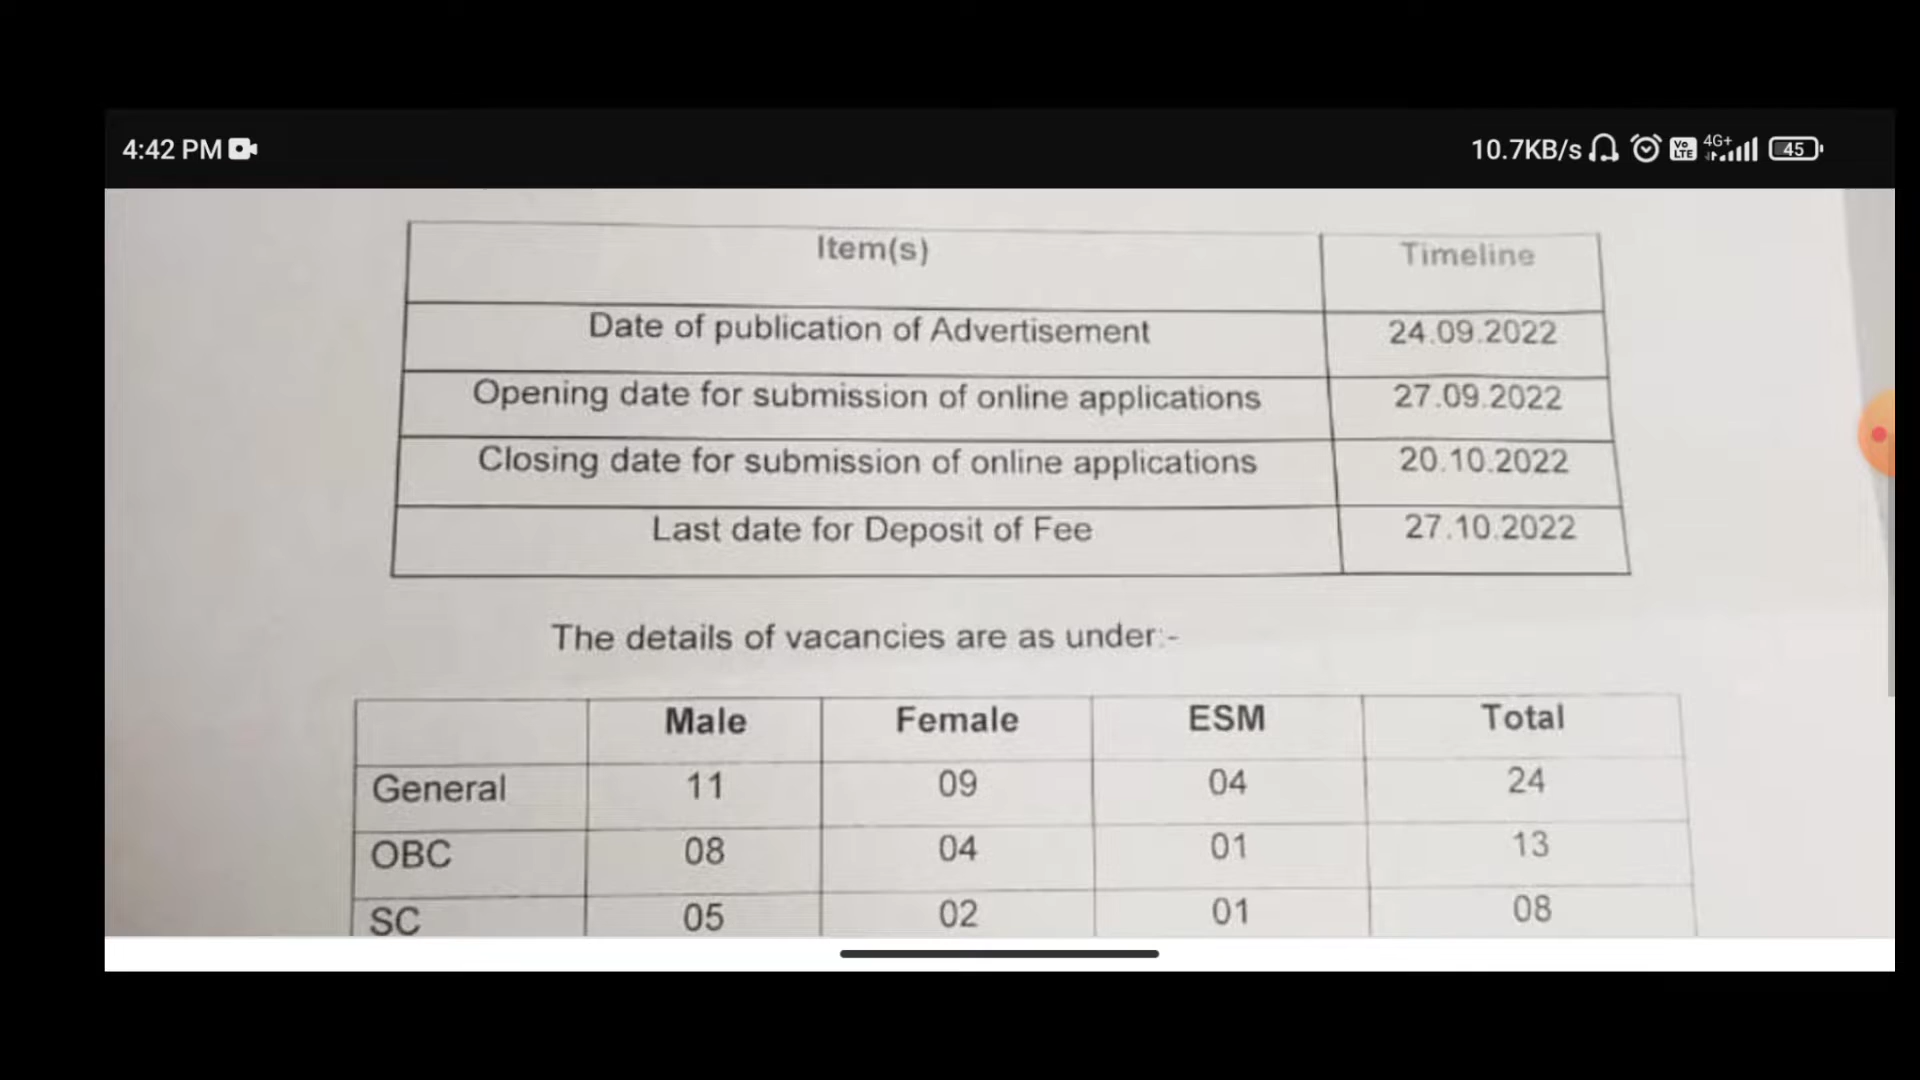 4:42 PM 10.7KB/s Vo LTE 4G+ 45
Item(s) Timeline
Date of publication of Advertisement 24.09.2022
Opening date for submission of online applications 27.09.2022
Closing date for submission of online applications 20.10.2022
Last date for Deposit of Fee 27.10.2022
The details of vacancies are as under:-
Male Female ESM Total
General 11 09 04 24
OBC 08 04 01 13
SC 05 02 01 08